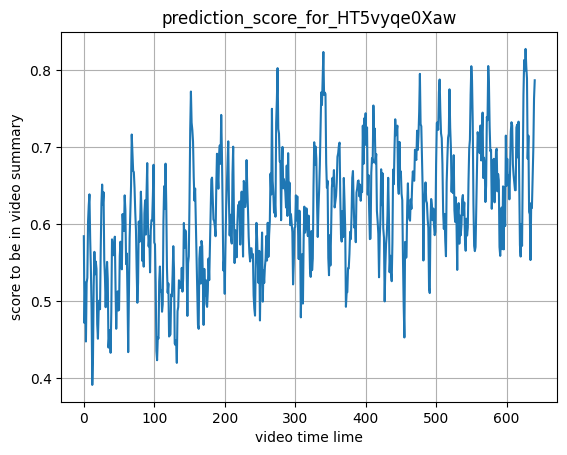 prediction_score_for_HT5vyqe0Xaw
score to be in video summary
0.8
0.7
0.6
0.5
0.4
0 100 200 300 400 500 600
video time lime